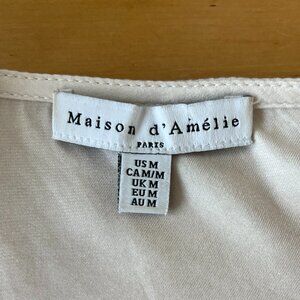 Maison d'Amélie
PARIS
US M
CA M/M
UK M
EU M
AU M